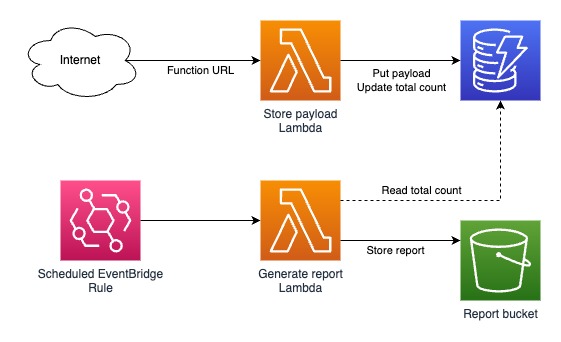 Internet
Function URL
Put payload
Update total count
Store payload
Lambda
Read total count
Store report
Scheduled EventBridge
Rule
Generate report
Lambda
Report bucket